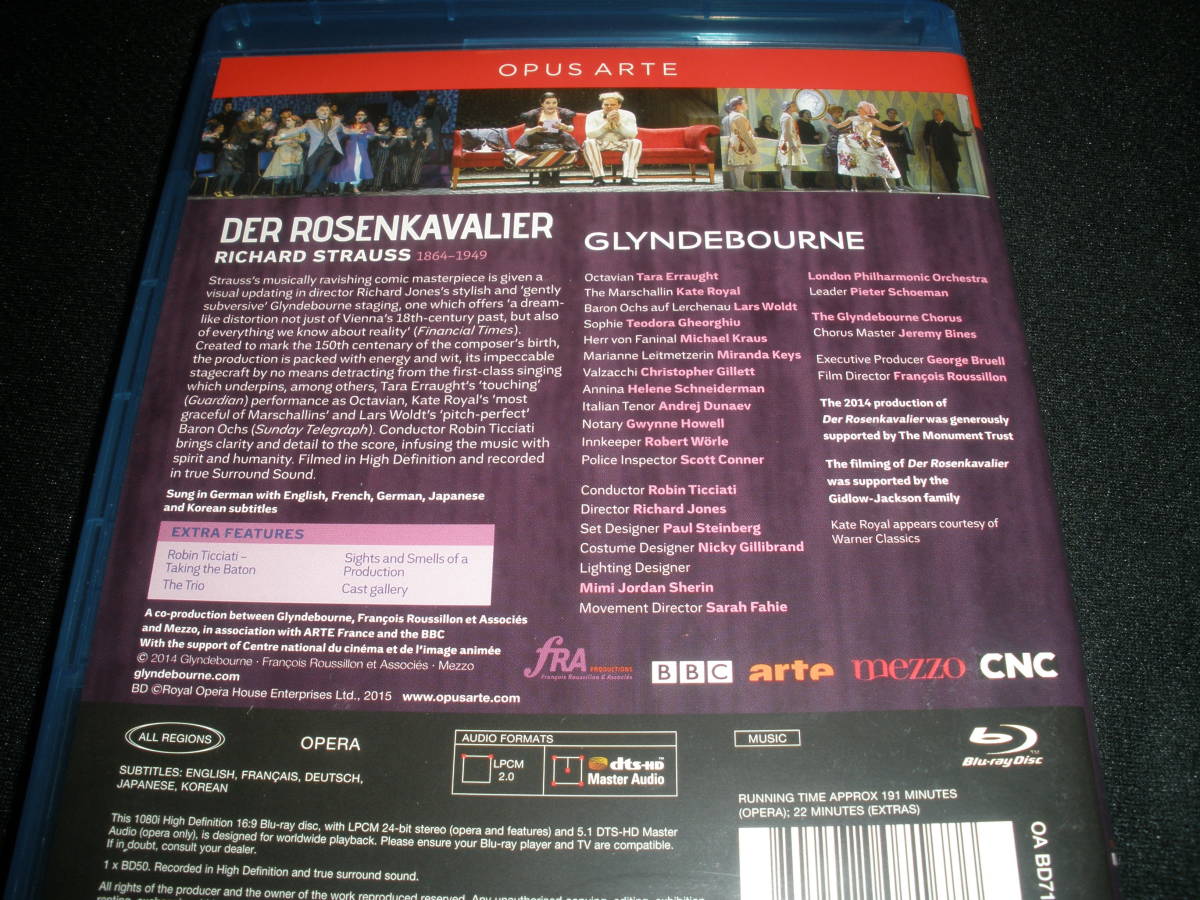 OPUS ARTE
DER ROSENKAVALIER
RICHARD STRAUSS 1864–1949
Strauss's musically ravishing comic masterpiece is given a
visual updating in director Richard Jones's stylish and 'gently
subversive' Glyndebourne staging, one which offers 'a dream-
like distortion not just of Vienna's 18th-century past, but also
of everything we know about reality' (Financial Times).
Created to mark the 150th centenary of the composer's birth,
the production is packed with energy and wit, its impeccable
stagecraft by no means detracting from the first-class singing
which underpins, among others, Tara Erraught's 'touching'
(Guardian) performance as Octavian, Kate Royal's 'most
graceful of Marschallins' and Lars Woldt's 'pitch-perfect'
Baron Ochs (Sunday Telegraph). Conductor Robin Ticciati
brings clarity and detail to the score, infusing the music with
spirit and humanity. Filmed in High Definition and recorded
in true Surround Sound.
Sung in German with English, French, German, Japanese
and Korean subtitles
EXTRA FEATURES
Robin Ticciati –
Taking the Baton
The Trio
Sights and Smells of a
Production
Cast gallery
A co-production between Glyndebourne, François Roussillon et Associés
and Mezzo, in association with ARTE France and the BBC
With the support of Centre national du cinéma et de l'image animée
© 2014 Glyndebourne · François Roussillon et Associés · Mezzo
glyndebourne.com
BD ©Royal Opera House Enterprises Ltd., 2015 www.opusarte.com
GLYNDEBOURNE
Octavian Tara Erraught
The Marschallin Kate Royal
Baron Ochs auf Lerchenau Lars Woldt
Sophie Teodora Gheorghiu
Herr von Faninal Michael Kraus
Marianne Leitmetzerin Miranda Keys
Valzacchi Christopher Gillett
Annina Helene Schneiderman
Italian Tenor Andrej Dunaev
Notary Gwynne Howell
Innkeeper Robert Wörle
Police Inspector Scott Conner
Conductor Robin Ticciati
Director Richard Jones
Set Designer Paul Steinberg
Costume Designer Nicky Gillibrand
Lighting Designer
Mimi Jordan Sherin
Movement Director Sarah Fahie
London Philharmonic Orchestra
Leader Pieter Schoeman
The Glyndebourne Chorus
Chorus Master Jeremy Bines
Executive Producer George Bruell
Film Director François Roussillon
The 2014 production of
Der Rosenkavalier was generously
supported by The Monument Trust
The filming of Der Rosenkavalier
was supported by the
Gidlow-Jackson family
Kate Royal appears courtesy of
Warner Classics
fRA PRODUCTIONS
François Roussillon & Associés
BBC
arte
mezzo
CNC
ALL REGIONS
OPERA
SUBTITLES: ENGLISH, FRANÇAIS, DEUTSCH,
JAPANESE, KOREAN
AUDIO FORMATS
LPCM
2.0
dts-HD
Master Audio
MUSIC
Blu-ray Disc
TM
RUNNING TIME APPROX 191 MINUTES
(OPERA); 22 MINUTES (EXTRAS)
This 1080i High Definition 16:9 Blu-ray disc, with LPCM 24-bit stereo (opera and features) and 5.1 DTS-HD Master
Audio (opera only), is designed for worldwide playback. Please ensure your Blu-ray player and TV are compatible.
If in doubt, consult your dealer.
1 x BD50. Recorded in High Definition and true surround sound.
All rights of the producer and the owner of the work reproduced reserved. Any unauthorised copying, editing, exhibition
OA BD71